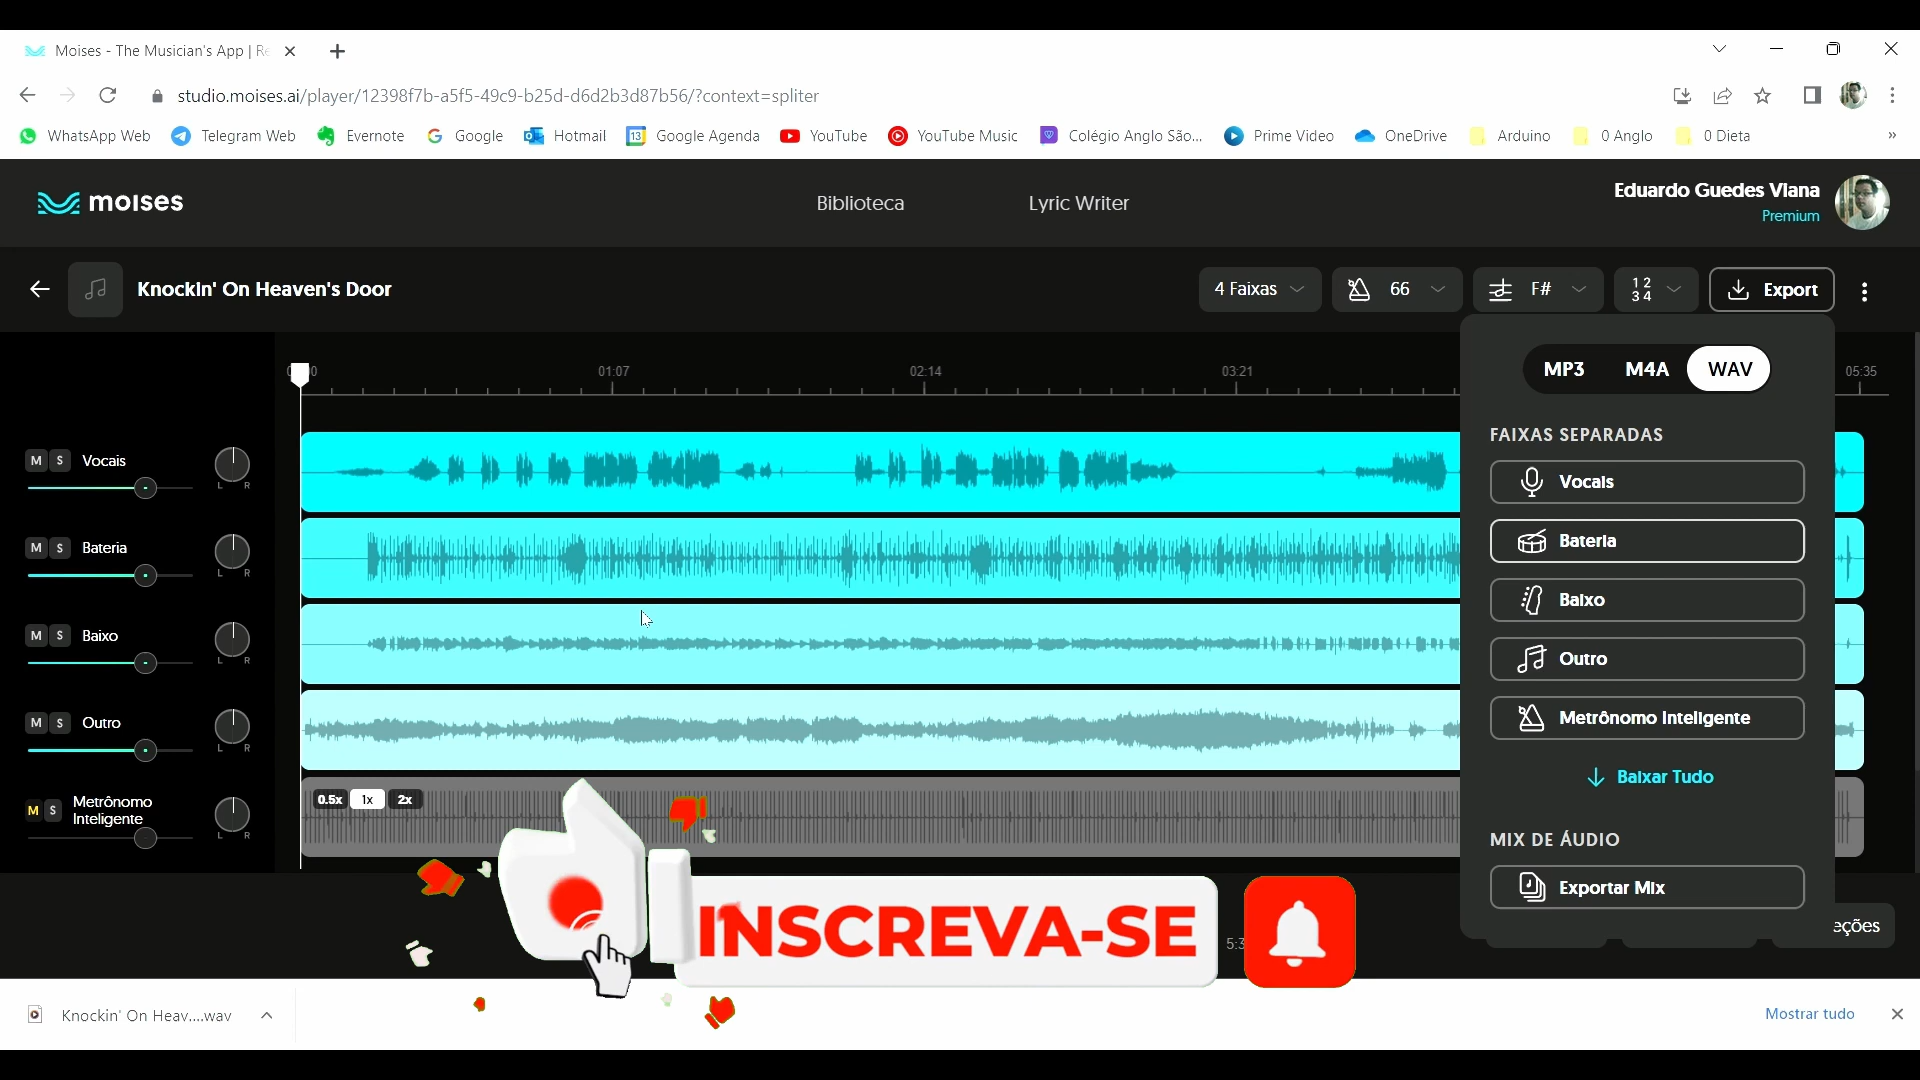 Moises - The Musician's App | Re
studio.moises.ai/player/12398f7b-a5f5-49c9-b25d-d6d2b3d87b56/?context=spliter
WhatsApp Web
Telegram Web
Evernote
Google
Hotmail
13
Google Agenda
YouTube
YouTube Music
Colégio Anglo São...
Prime Video
OneDrive
Arduino
0 Anglo
0 Dieta
»
moises
Biblioteca
Lyric Writer
Eduardo Guedes Viana
Premium
Knockin' On Heaven's Door
4 Faixas
66
F#
1 2
3 4
Export
01:07
02:14
03:21
05:35
MP3
M4A
WAV
FAIXAS SEPARADAS
Vocais
Bateria
Baixo
Outro
Metrônomo Inteligente
Baixar Tudo
MIX DE ÁUDIO
Exportar Mix
M S Vocais
L R
M S Bateria
L R
M S Baixo
L R
M S Outro
L R
M S Metrônomo
Inteligente
L R
0.5x
1x
2x
INSCREVA-SE
5:3
eções
Knockin' On Heav....wav
Mostrar tudo